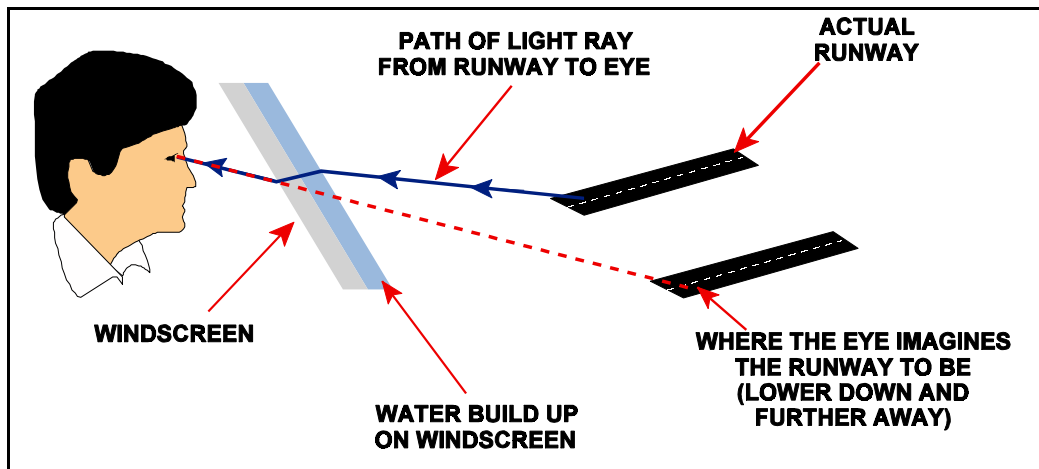 PATH OF LIGHT RAY
FROM RUNWAY TO EYE
ACTUAL
RUNWAY
WINDSCREEN
WATER BUILD UP
ON WINDSCREEN
WHERE THE EYE IMAGINES
THE RUNWAY TO BE
(LOWER DOWN AND
FURTHER AWAY)